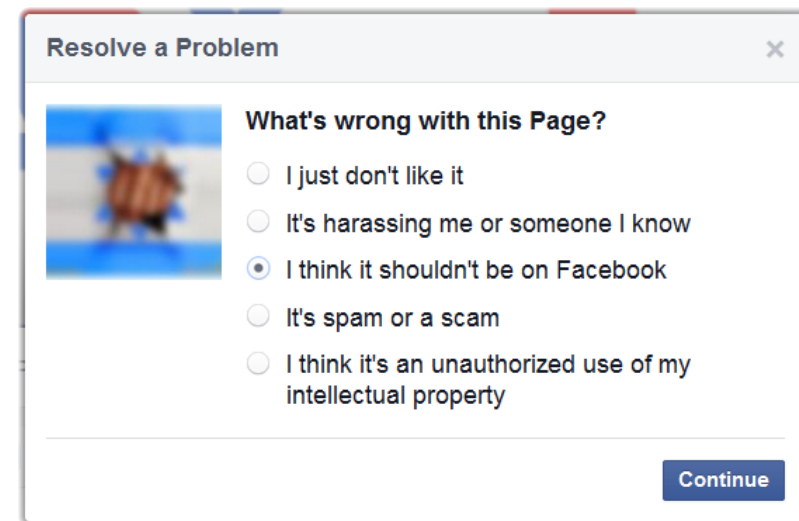 Resolve a Problem
What's wrong with this Page?
I just don't like it
It's harassing me or someone I know
I think it shouldn't be on Facebook
It's spam or a scam
I think it's an unauthorized use of my
intellectual property
Continue